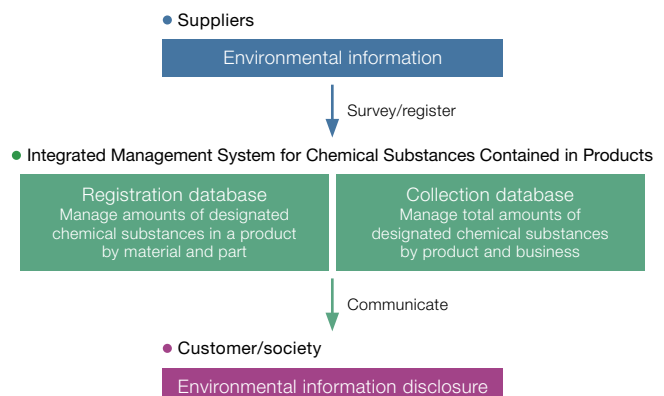 Suppliers
Environmental information
Survey/register
Integrated Management System for Chemical Substances Contained in Products
Registration database
Manage amounts of designated
chemical substances in a product
by material and part
Collection database
Manage total amounts of
designated chemical substances
by product and business
Communicate
Customer/society
Environmental information disclosure